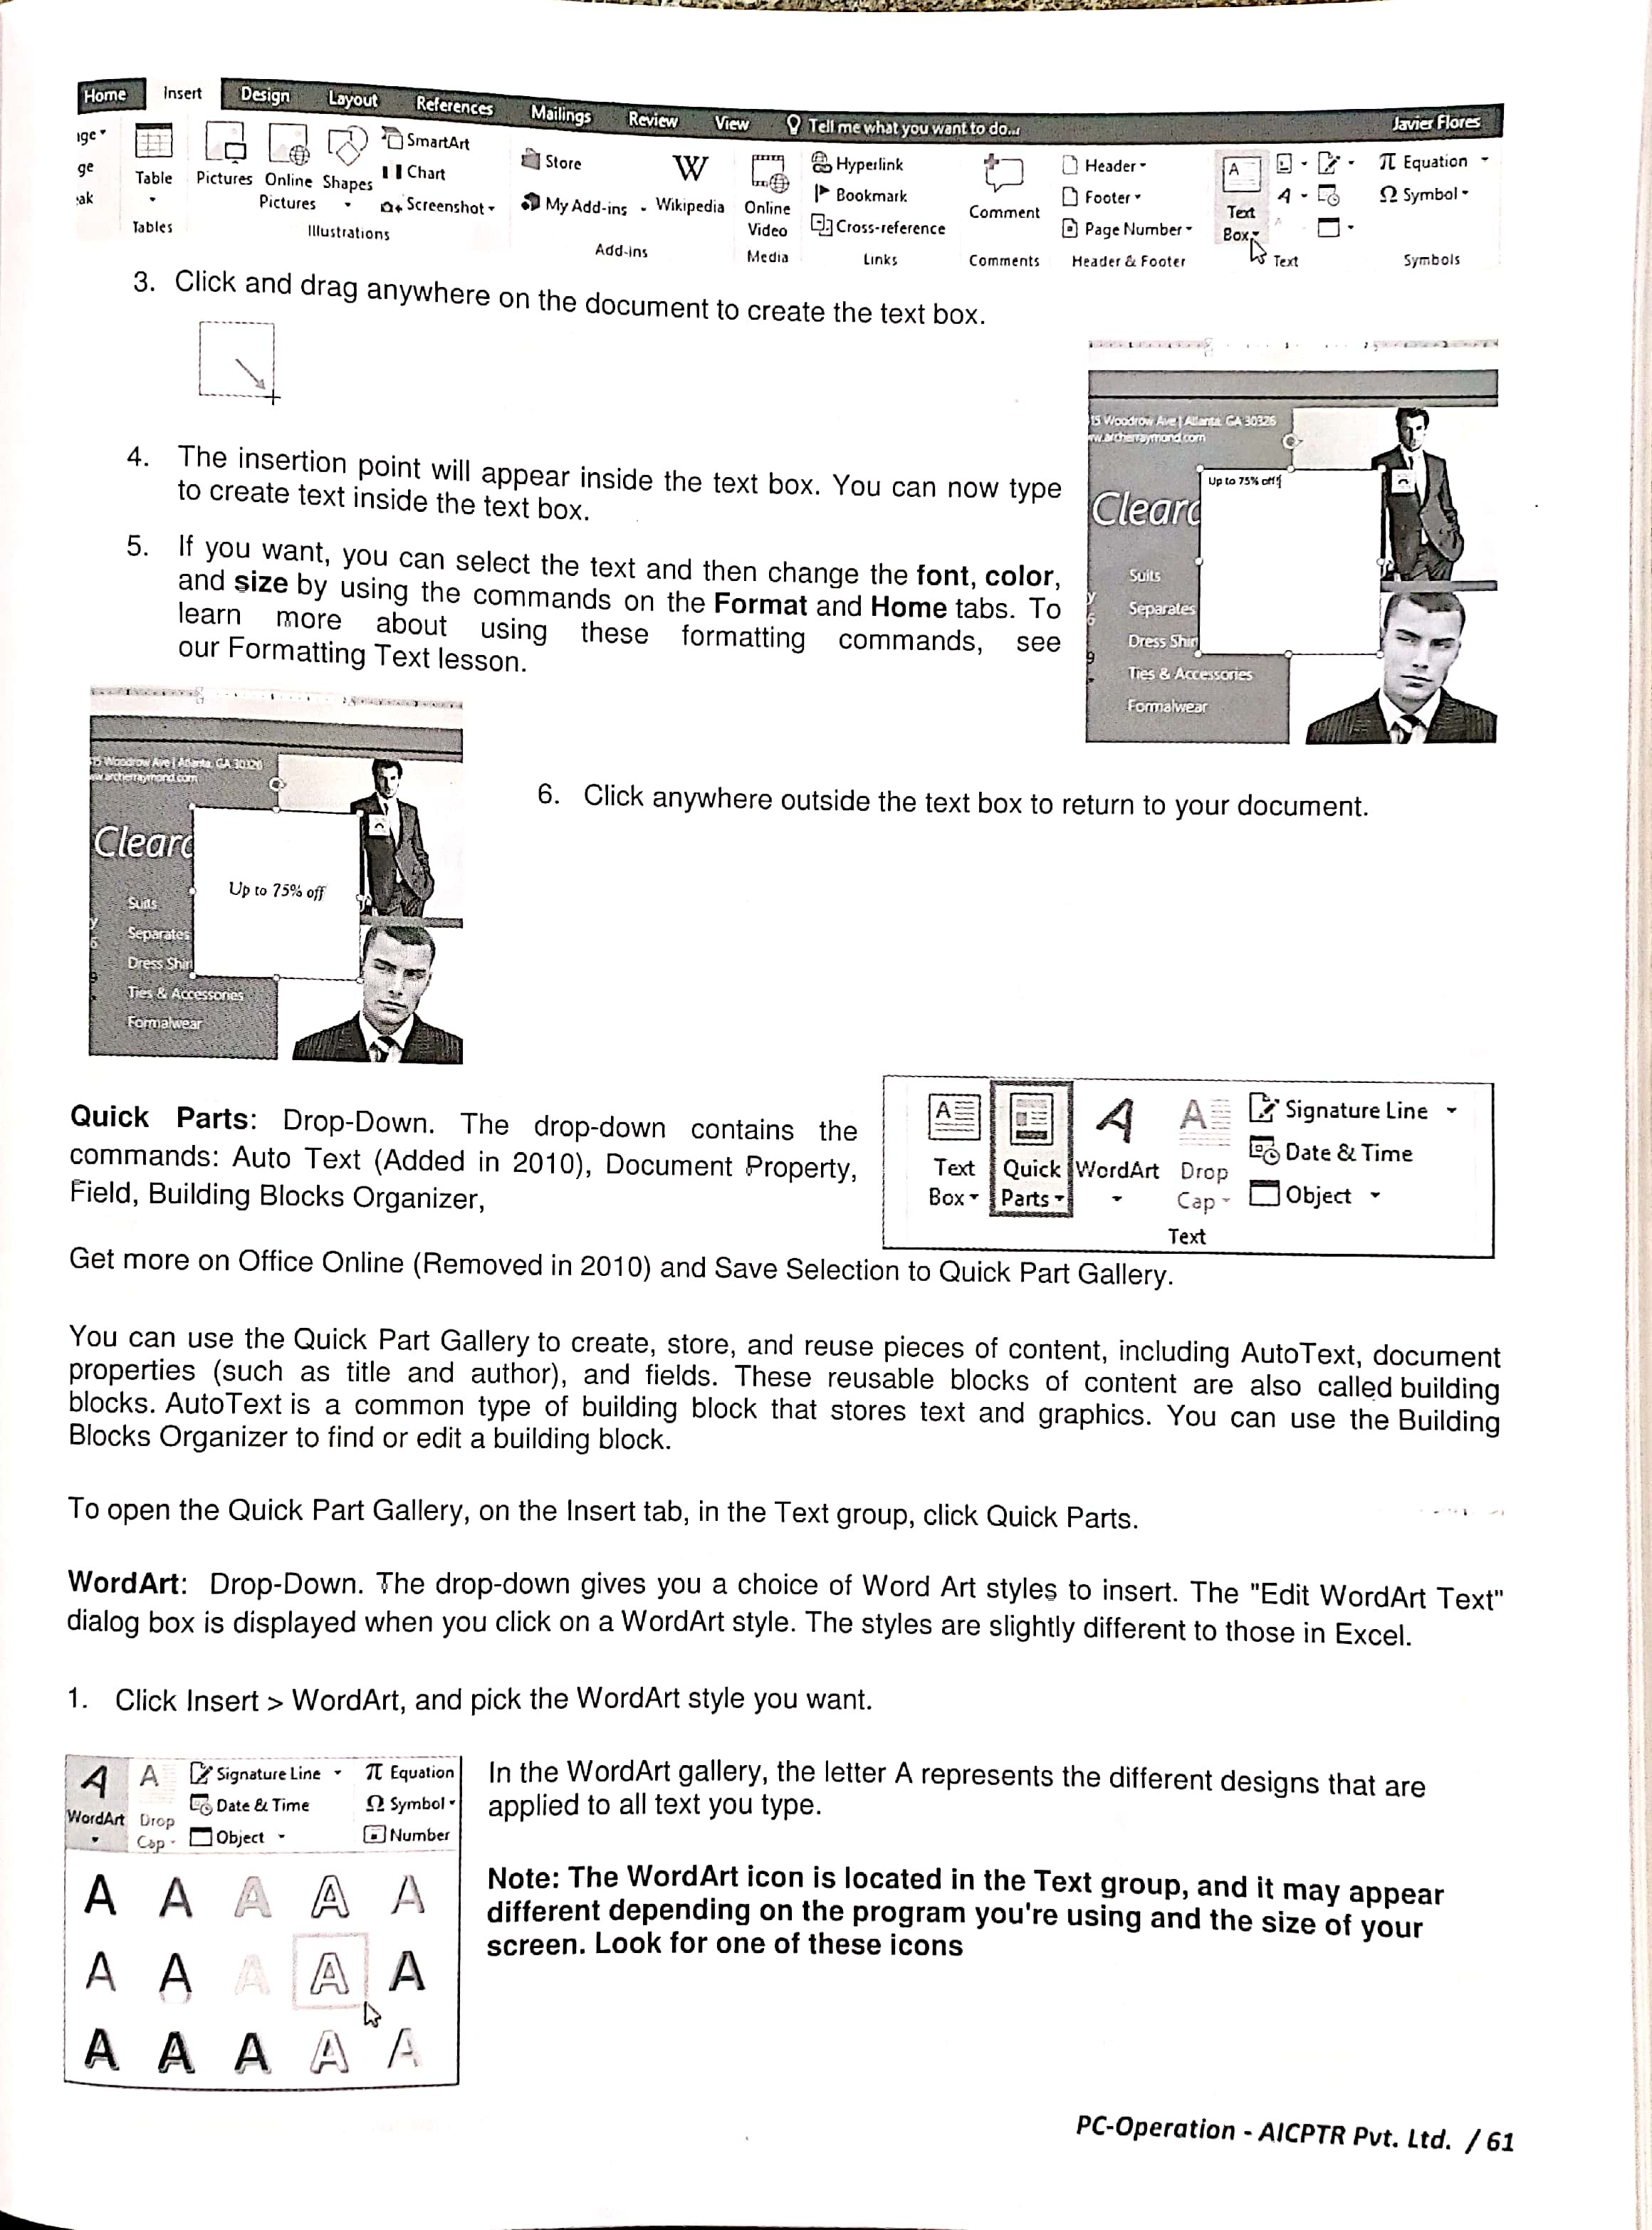 Home Insert Design Layout References Mailings Review View Tell me what you want to do... Javier Flores
ge
eak
Table
Tables
Pictures Online Pictures Shapes
SmartArt
Chart
Screenshot
Illustrations
Store
My Add-ins
W
Wikipedia
Add-ins
Online Video
Media
Hyperlink
Bookmark
Cross-reference
Links
Comment
Comments
Header
Footer
Page Number
Header & Footer
A
Text Box
A
Text
π Equation
Ω Symbol
Symbols
3. Click and drag anywhere on the document to create the text box.
4. The insertion point will appear inside the text box. You can now type
to create text inside the text box.
5. If you want, you can select the text and then change the font, color,
and size by using the commands on the Format and Home tabs. To
learn more about using these formatting commands, see
our Formatting Text lesson.
15 Woodrow Ave | Atlanta, GA 30326
ww.archerraymond.com
Up to 75% off!
Clear
Suits
Separates
Dress Shir
Ties & Accessories
Formalwear
15 Woodrow Ave | Atlanta, GA 30326
ww.archerraymond.com
Clear
Up to 75% off
Suits
Separates
Dress Shir
Ties & Accessories
Formalwear
6. Click anywhere outside the text box to return to your document.
Quick Parts: Drop-Down. The drop-down contains the
commands: Auto Text (Added in 2010), Document Property,
Field, Building Blocks Organizer,
A
Text Box
Quick Parts
A
WordArt
A
Drop Cap
Signature Line
Date & Time
Object
Text
Get more on Office Online (Removed in 2010) and Save Selection to Quick Part Gallery.
You can use the Quick Part Gallery to create, store, and reuse pieces of content, including AutoText, document
properties (such as title and author), and fields. These reusable blocks of content are also called building
blocks. AutoText is a common type of building block that stores text and graphics. You can use the Building
Blocks Organizer to find or edit a building block.
To open the Quick Part Gallery, on the Insert tab, in the Text group, click Quick Parts.
WordArt: Drop-Down. The drop-down gives you a choice of Word Art styles to insert. The "Edit WordArt Text"
dialog box is displayed when you click on a WordArt style. The styles are slightly different to those in Excel.
1. Click Insert > WordArt, and pick the WordArt style you want.
A
WordArt
A
Drop Cap
Signature Line
Date & Time
Object
π Equation
Ω Symbol
Number
A A A A A
A A A A A
A A A A A
In the WordArt gallery, the letter A represents the different designs that are
applied to all text you type.
Note: The WordArt icon is located in the Text group, and it may appear
different depending on the program you're using and the size of your
screen. Look for one of these icons
PC-Operation - AICPTR Pvt. Ltd. / 61